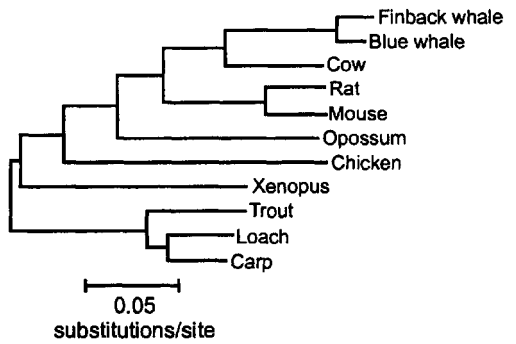 Finback whale
Blue whale
Cow
Rat
Mouse
Opossum
Chicken
Xenopus
Trout
Loach
Carp
0.05
substitutions/site